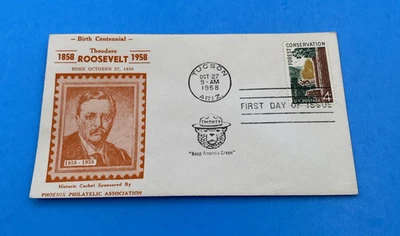 Birth Centennial
Theodore
1858 ROOSEVELT 1958
BORN OCTOBER 27, 1858
1858 - 1958
Historic Cachet Sponsored By
PHOENIX PHILATELIC ASSOCIATION
TUCSON
OCT 27
9-AM
1958
ARIZ.
SMOKEY
"Keep America Green"
FOREST CONSERVATION
U.S. POSTAGE 4¢
FIRST DAY OF ISSUE